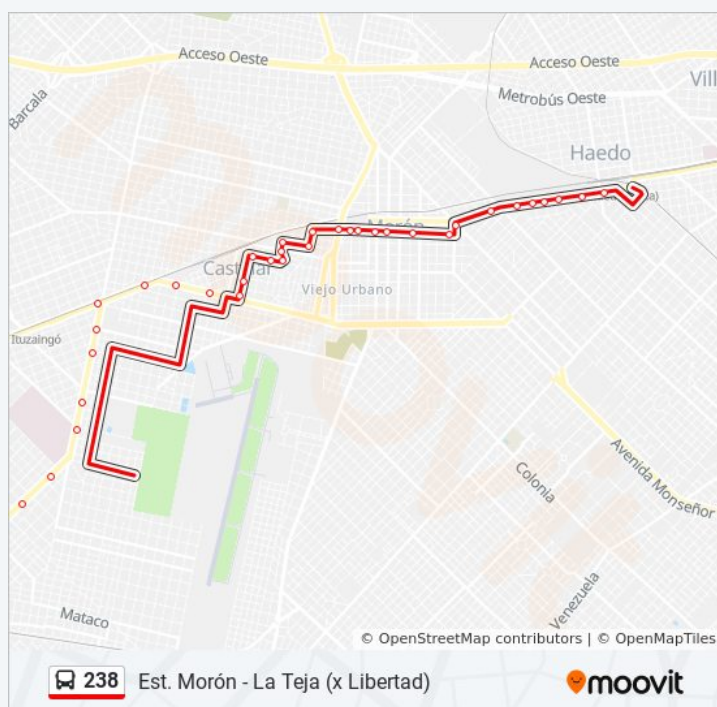 Acceso Oeste
Acceso Oeste
Metrobús Oeste
Vill
Barcala
Haedo
Morón
Castelar
Viejo Urbano
Ituzaingó
Avenida Monseñor
Colonia
Venezuela
Mataco
© OpenStreetMap contributors | © OpenMapTiles
238 Est. Morón - La Teja (x Libertad)
moovit